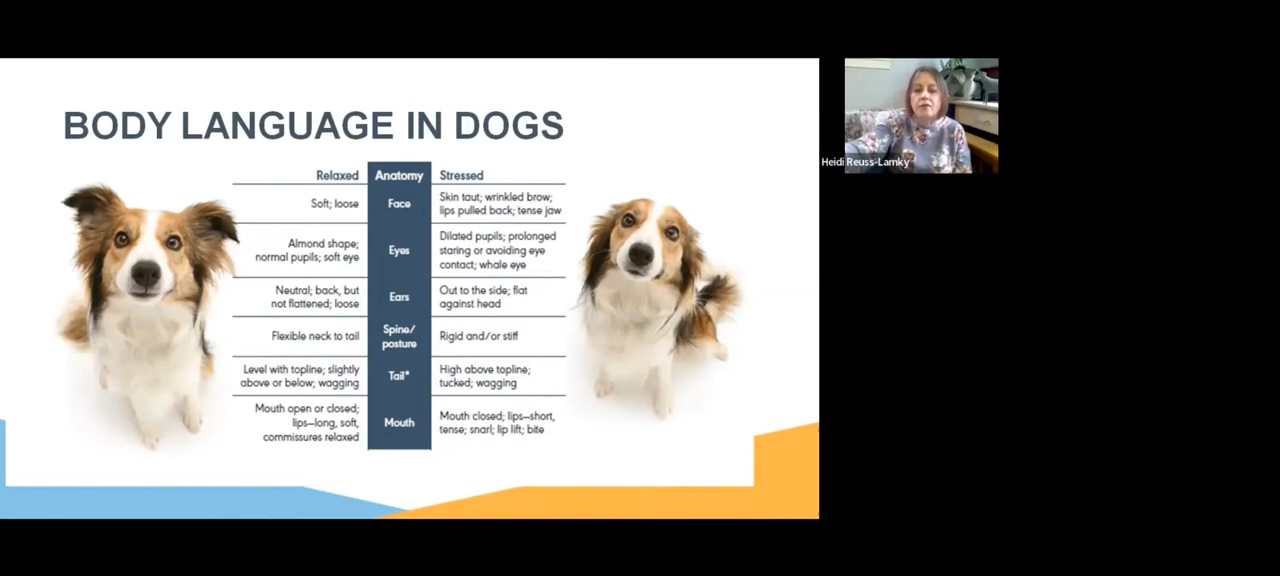 BODY LANGUAGE IN DOGS
Relaxed Anatomy Stressed
Soft; loose
Face
Skin taut; wrinkled brow;
lips pulled back; tense jaw
Almond shape;
normal pupils; soft eye
Eyes
Dilated pupils; prolonged
staring or avoiding eye
contact; whale eye
Neutral; back, but
not flattened; loose
Ears
Out to the side; flat
against head
Flexible neck to tail
Spine/
posture
Rigid and/or stiff
Level with topline; slightly
above or below; wagging
Tail*
High above topline;
tucked; wagging
Mouth open or closed;
lips—long, soft,
commissures relaxed
Mouth
Mouth closed; lips—short,
tense; snarl; lip lift; bite
Heidi Reuss-Lamky